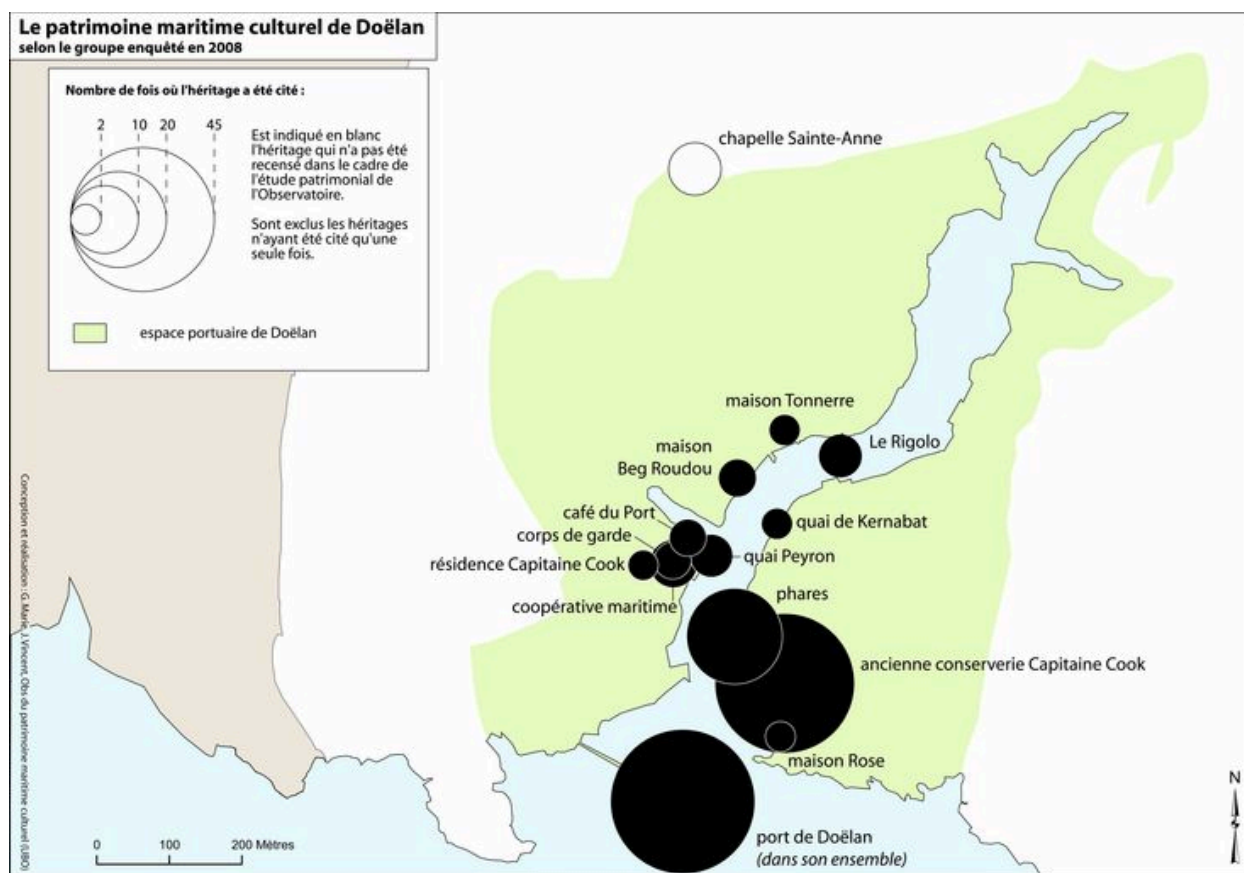 Le patrimoine maritime culturel de Doëlan
selon le groupe enquêté en 2008
Nombre de fois où l'héritage a été cité :
2 10 20 45
Est indiqué en blanc
l'héritage qui n'a pas été
recensé dans le cadre de
l'étude patrimonial de
l'Observatoire.
Sont exclus les héritages
n'ayant été cité qu'une
seule fois.
espace portuaire de Doëlan
chapelle Sainte-Anne
maison Tonnerre
Le Rigolo
maison
Beg Roudou
café du Port
quai de Kernabat
corps de garde
quai Peyron
résidence Capitaine Cook
phares
coopérative maritime
ancienne conserverie Capitaine Cook
maison Rose
port de Doëlan
(dans son ensemble)
N
0 100 200 Mètres
Conception et réalisation : G.Marie, J.Vincent, Obs du patrimoine maritime culturel (UBO)